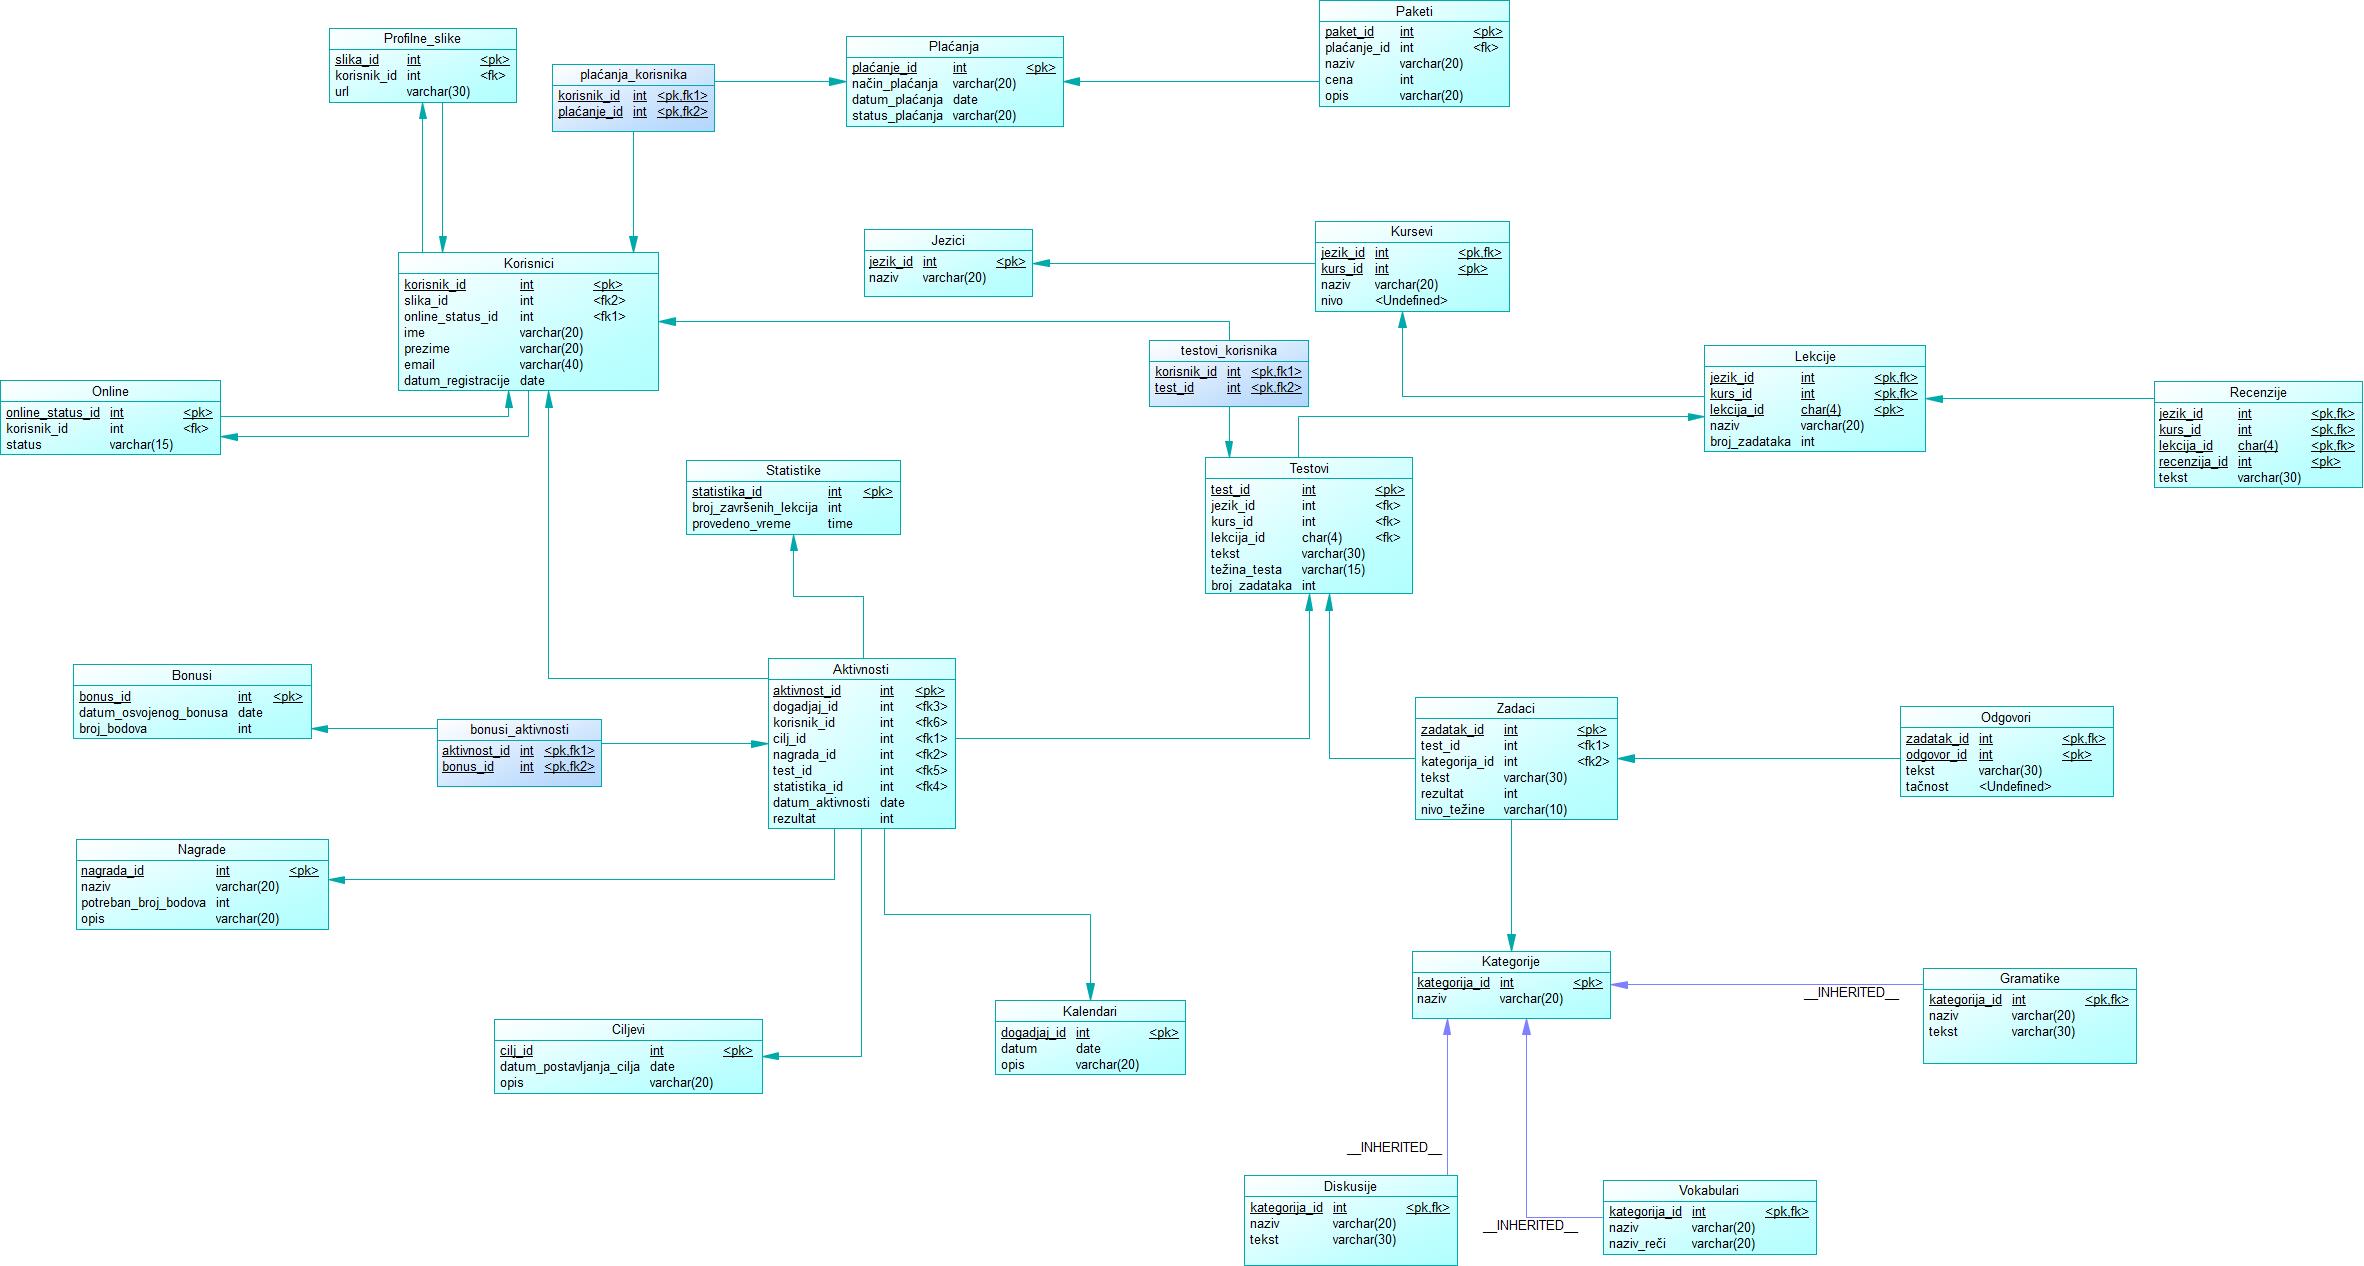 Paketi
paket_id int <pk>
plaćanje_id int <fk>
naziv varchar(20)
cena int
opis varchar(20)
Profilne_slike
slika_id int <pk>
korisnik_id int <fk>
url varchar(30)
plaćanja_korisnika
korisnik_id int <pk,fk1>
plaćanje_id int <pk,fk2>
Plaćanja
plaćanje_id int <pk>
način_plaćanja varchar(20)
datum_plaćanja date
status_plaćanja varchar(20)
Korisnici
korisnik_id int <pk>
slika_id int <fk2>
online_status_id int <fk1>
ime varchar(20)
prezime varchar(20)
email varchar(40)
datum_registracije date
Jezici
jezik_id int <pk>
naziv varchar(20)
Kursevi
jezik_id int <pk,fk>
kurs_id int <pk>
naziv varchar(20)
nivo <Undefined>
testovi_korisnika
korisnik_id int <pk,fk1>
test_id int <pk,fk2>
Lekcije
jezik_id int <pk,fk>
kurs_id int <pk,fk>
lekcija_id char(4) <pk>
naziv varchar(20)
broj_zadataka int
Recenzije
jezik_id int <pk,fk>
kurs_id int <pk,fk>
lekcija_id char(4) <pk,fk>
recenzija_id int <pk>
tekst varchar(30)
Online
online_status_id int <pk>
korisnik_id int <fk>
status varchar(15)
Statistike
statistika_id int <pk>
broj_završenih_lekcija int
provedeno_vreme time
Testovi
test_id int <pk>
jezik_id int <fk>
kurs_id int <fk>
lekcija_id char(4) <fk>
tekst varchar(30)
težina_testa varchar(15)
broj_zadataka int
Bonusi
bonus_id int <pk>
datum_osvojenog_bonusa date
broj_bodova int
bonusi_aktivnosti
aktivnost_id int <pk,fk1>
bonus_id int <pk,fk2>
Aktivnosti
aktivnost_id int <pk>
dogadjaj_id int <fk3>
korisnik_id int <fk6>
cilj_id int <fk1>
nagrada_id int <fk2>
test_id int <fk5>
statistika_id int <fk4>
datum_aktivnosti date
rezultat int
Zadaci
zadatak_id int <pk>
test_id int <fk1>
kategorija_id int <fk2>
tekst varchar(30)
rezultat int
nivo_težine varchar(10)
Odgovori
zadatak_id int <pk,fk>
odgovor_id int <pk>
tekst varchar(30)
tačnost <Undefined>
Nagrade
nagrada_id int <pk>
naziv varchar(20)
potreban_broj_bodova int
opis varchar(20)
Kategorije
kategorija_id int <pk>
naziv varchar(20)
__INHERITED__
Gramatike
kategorija_id int <pk,fk>
naziv varchar(20)
tekst varchar(30)
Ciljevi
cilj_id int <pk>
datum_postavljanja_cilja date
opis varchar(20)
Kalendari
dogadjaj_id int <pk>
datum date
opis varchar(20)
__INHERITED__
Diskusije
kategorija_id int <pk,fk>
naziv varchar(20)
tekst varchar(30)
__INHERITED__
Vokabulari
kategorija_id int <pk,fk>
naziv varchar(20)
naziv_reči varchar(20)